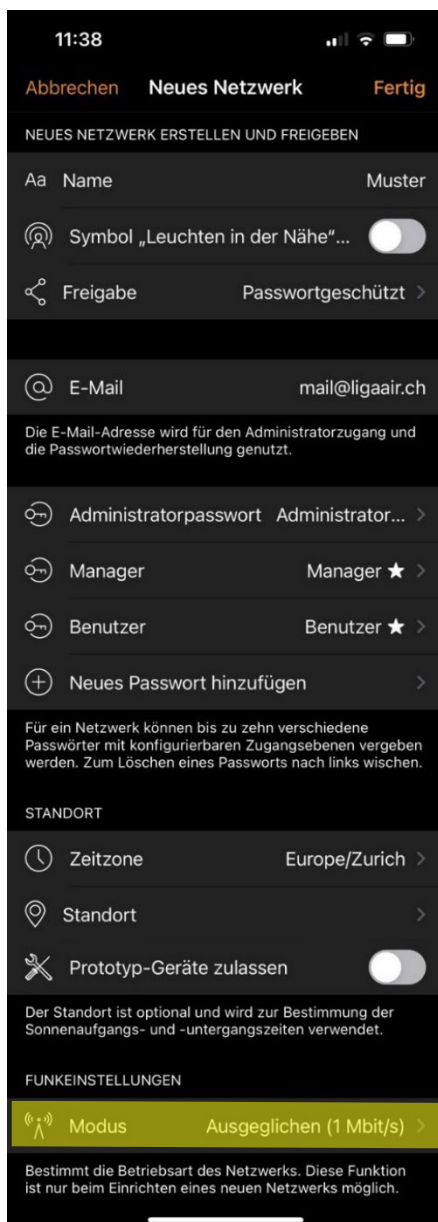 11:38
Abbrechen Neues Netzwerk Fertig
NEUES NETZWERK ERSTELLEN UND FREIGEBEN
Aa Name Muster
Symbol „Leuchten in der Nähe“...
Freigabe Passwortgeschützt >
E-Mail mail@ligaair.ch
Die E-Mail-Adresse wird für den Administratorzugang und
die Passwortwiederherstellung genutzt.
Administratorpasswort Administrator... >
Manager Manager ★ >
Benutzer Benutzer ★ >
Neues Passwort hinzufügen >
Für ein Netzwerk können bis zu zehn verschiedene
Passwörter mit konfigurierbaren Zugangsebenen vergeben
werden. Zum Löschen eines Passworts nach links wischen.
STANDORT
Zeitzone Europe/Zurich >
Standort >
Prototyp-Geräte zulassen
Der Standort ist optional und wird zur Bestimmung der
Sonnenaufgangs- und -untergangszeiten verwendet.
FUNKEINSTELLUNGEN
Modus Ausgeglichen (1 Mbit/s) >
Bestimmt die Betriebsart des Netzwerks. Diese Funktion
ist nur beim Einrichten eines neuen Netzwerks möglich.